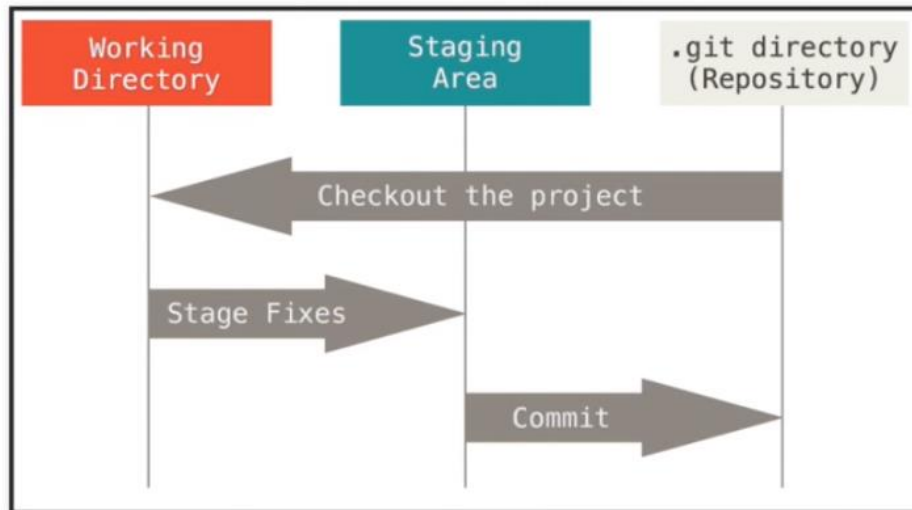 Working
Directory
Staging
Area
.git directory
(Repository)
Checkout the project
Stage Fixes
Commit